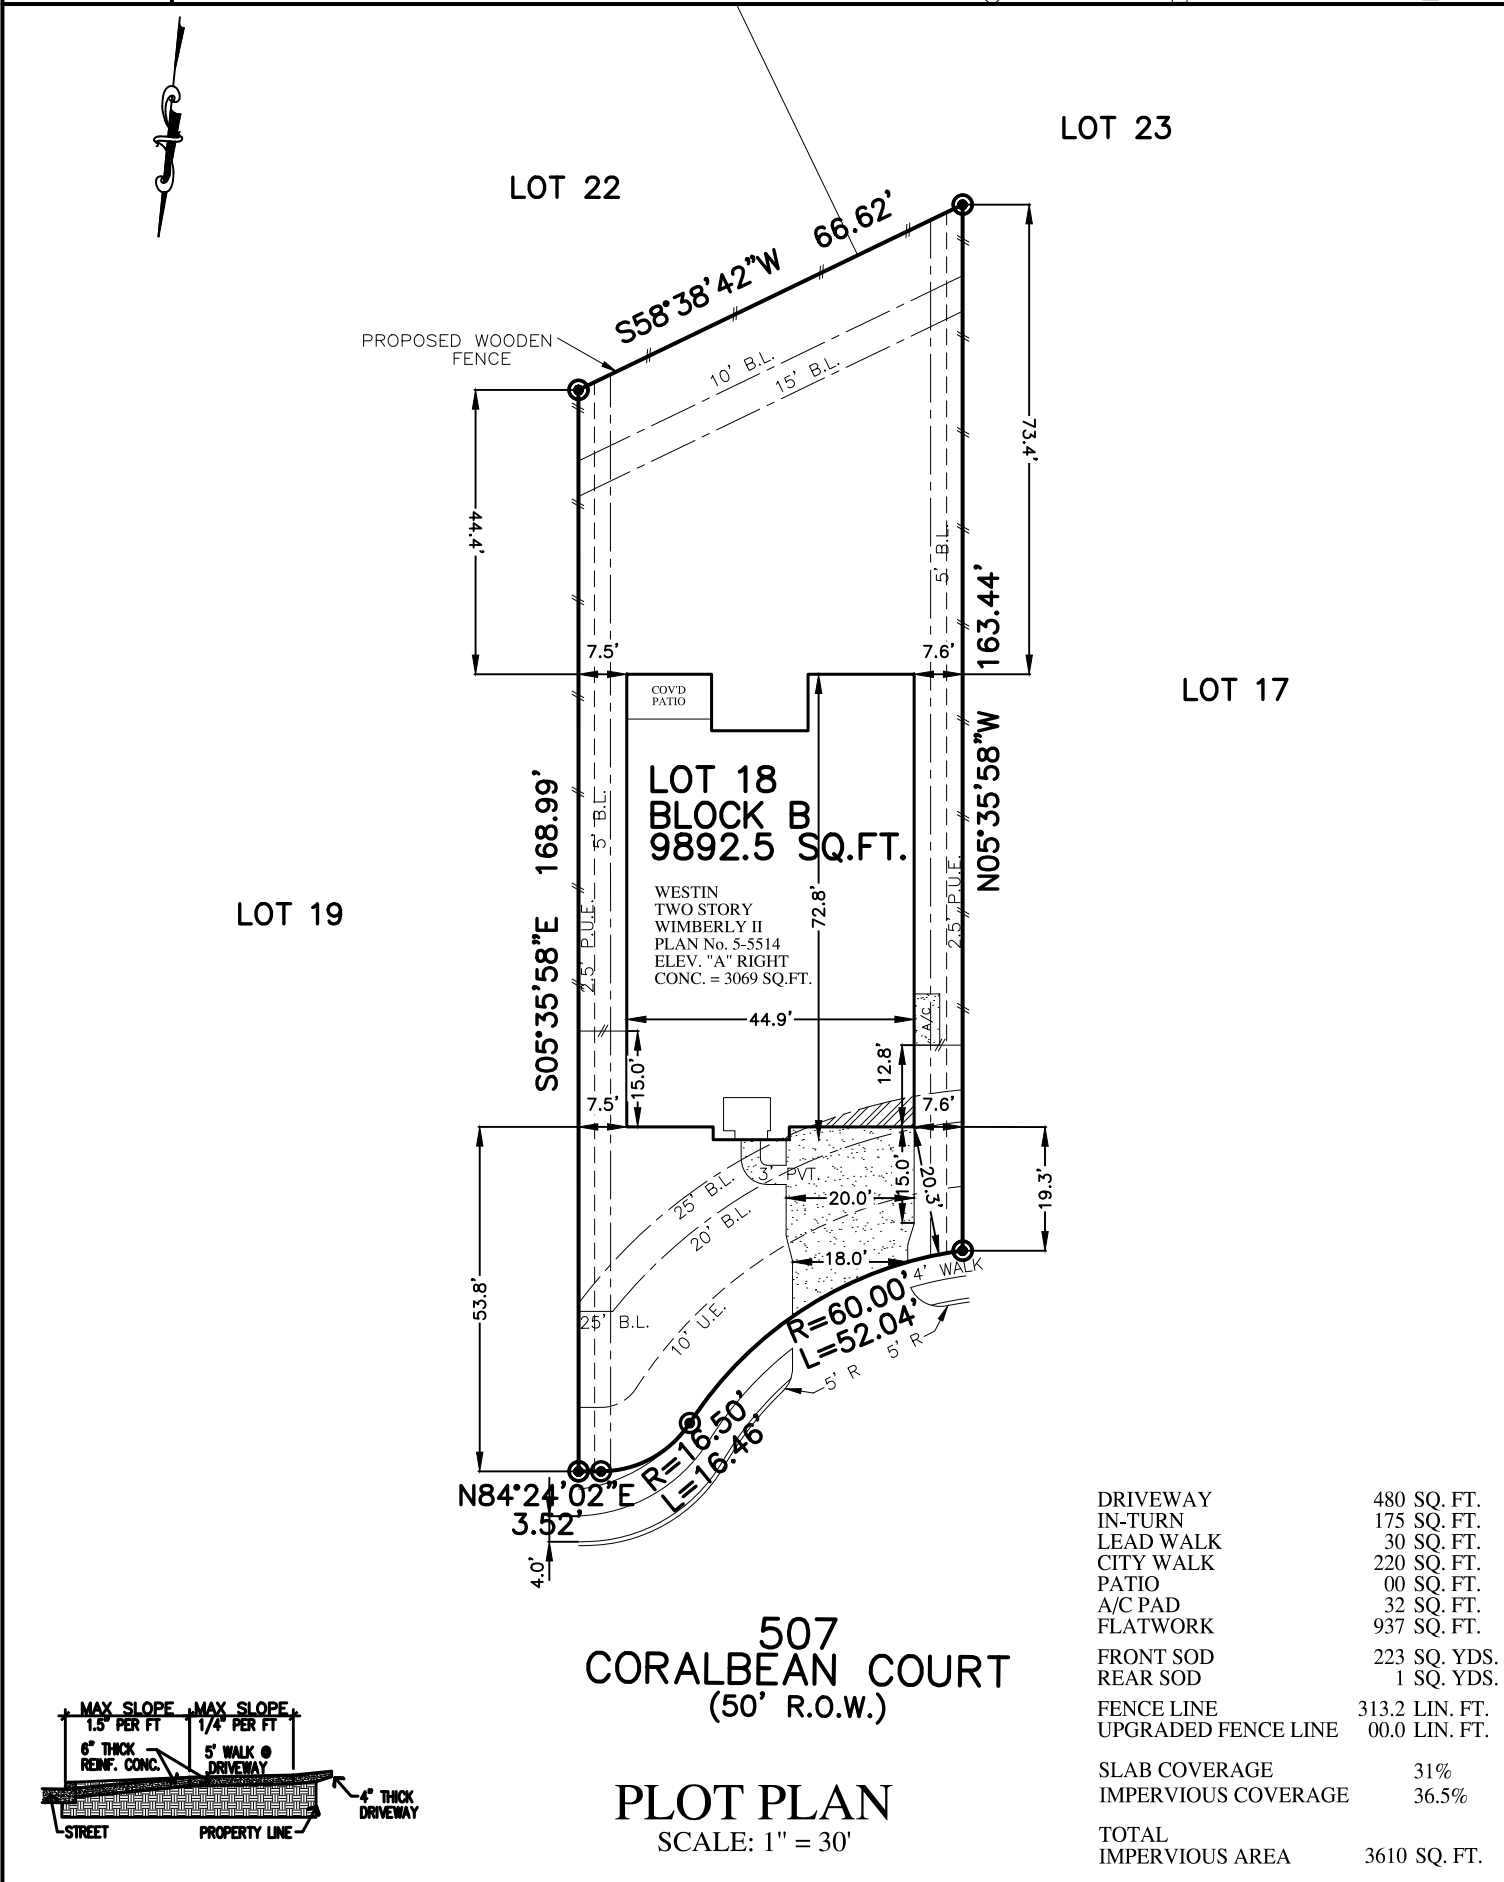 LOT 23
LOT 22
66.62'
S58°38'42"W
PROPOSED WOODEN
FENCE
10' B.L.
15' B.L.
73.4'
44.4'
5' B.L.
163.44'
7.5'
7.6'
COV'D
PATIO
LOT 17
N05°35'58"W
LOT 18
BLOCK B
9892.5 SQ.FT.
168.99'
5' B.L.
WESTIN
TWO STORY
WIMBERLY II
PLAN No. 5-5514
ELEV. "A" RIGHT
CONC. = 3069 SQ.FT.
72.8'
2.5' P.U.E.
LOT 19
2.5' P.U.E.
S05°35'58"E
44.9'
A/C
15.0'
12.8'
7.5'
7.6'
3' PVT.
25' B.L.
20' B.L.
20.0'
15.0'
20.3'
19.3'
18.0'
4' WALK
53.8'
25' B.L.
10' U.E.
R=60.00'
L=52.04'
5' R
5' R
R=16.50'
L=16.46'
N84°24'02"E
3.52'
4.0'
507
CORALBEAN COURT
(50' R.O.W.)
PLOT PLAN
SCALE: 1" = 30'
MAX SLOPE
1.5" PER FT
MAX SLOPE
1/4" PER FT
6" THICK
REINF. CONC.
5' WALK @
DRIVEWAY
4" THICK
DRIVEWAY
STREET
PROPERTY LINE
DRIVEWAY 480 SQ. FT.
IN-TURN 175 SQ. FT.
LEAD WALK 30 SQ. FT.
CITY WALK 220 SQ. FT.
PATIO 00 SQ. FT.
A/C PAD 32 SQ. FT.
FLATWORK 937 SQ. FT.
FRONT SOD 223 SQ. YDS.
REAR SOD 1 SQ. YDS.
FENCE LINE 313.2 LIN. FT.
UPGRADED FENCE LINE 00.0 LIN. FT.
SLAB COVERAGE 31%
IMPERVIOUS COVERAGE 36.5%
TOTAL
IMPERVIOUS AREA 3610 SQ. FT.